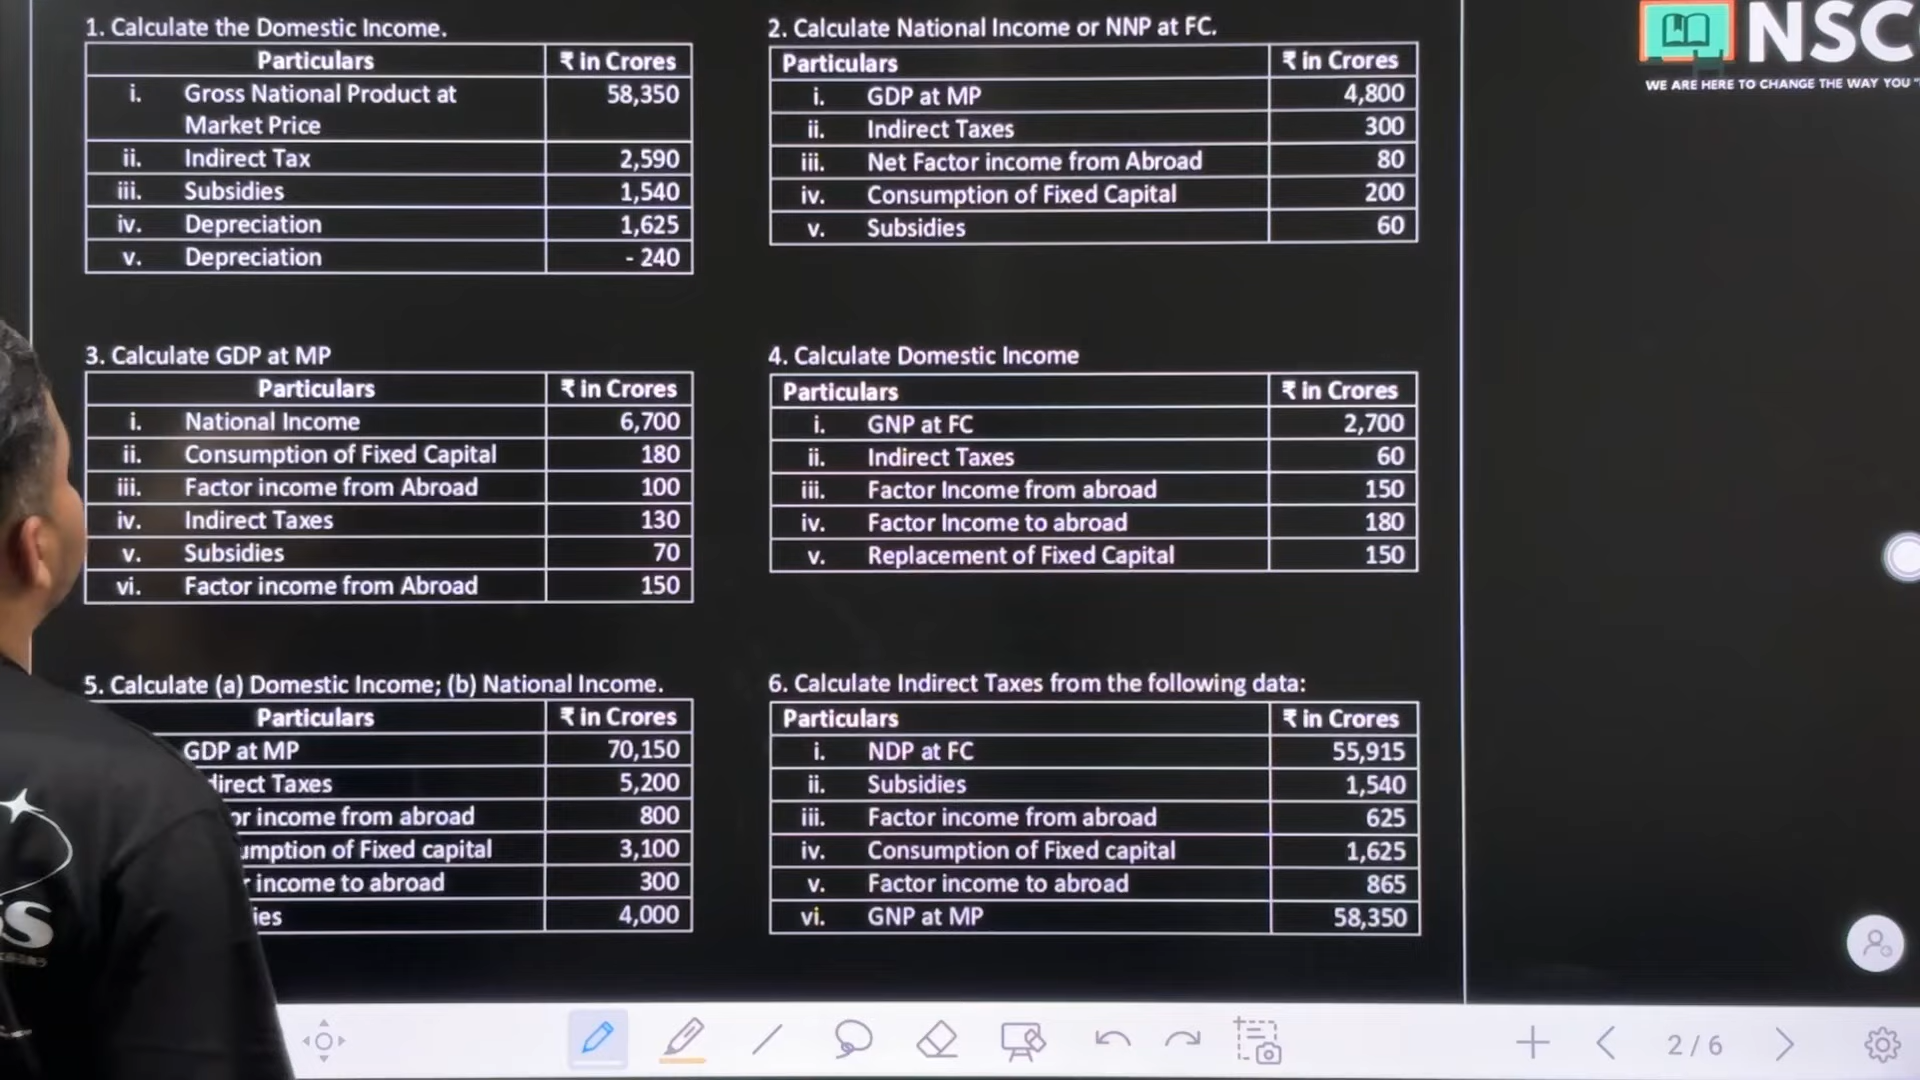 1. Calculate the Domestic Income.
Particulars ₹ in Crores
i. Gross National Product at Market Price 58,350
ii. Indirect Tax 2,590
iii. Subsidies 1,540
iv. Depreciation 1,625
v. Depreciation - 240
2. Calculate National Income or NNP at FC.
Particulars ₹ in Crores
i. GDP at MP 4,800
ii. Indirect Taxes 300
iii. Net Factor income from Abroad 80
iv. Consumption of Fixed Capital 200
v. Subsidies 60
3. Calculate GDP at MP
Particulars ₹ in Crores
i. National Income 6,700
ii. Consumption of Fixed Capital 180
iii. Factor income from Abroad 100
iv. Indirect Taxes 130
v. Subsidies 70
vi. Factor income from Abroad 150
4. Calculate Domestic Income
Particulars ₹ in Crores
i. GNP at FC 2,700
ii. Indirect Taxes 60
iii. Factor Income from abroad 150
iv. Factor Income to abroad 180
v. Replacement of Fixed Capital 150
5. Calculate (a) Domestic Income; (b) National Income.
Particulars ₹ in Crores
GDP at MP 70,150
direct Taxes 5,200
or income from abroad 800
umption of Fixed capital 3,100
r income to abroad 300
ies 4,000
6. Calculate Indirect Taxes from the following data:
Particulars ₹ in Crores
i. NDP at FC 55,915
ii. Subsidies 1,540
iii. Factor income from abroad 625
iv. Consumption of Fixed capital 1,625
v. Factor income to abroad 865
vi. GNP at MP 58,350
NSC
WE ARE HERE TO CHANGE THE WAY YOU "
2 / 6